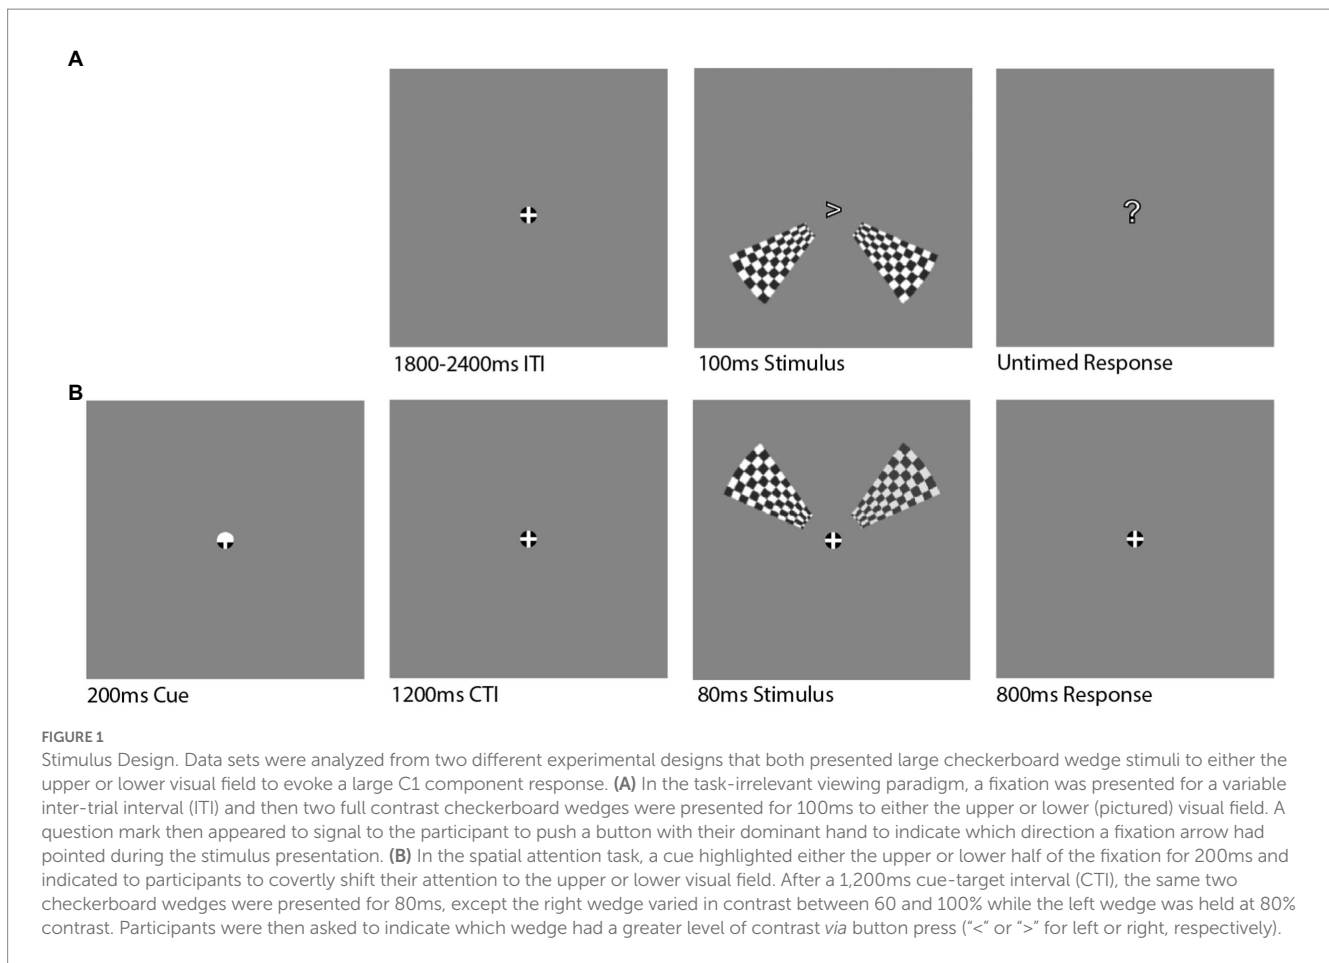 A
>
?
1800-2400ms ITI
100ms Stimulus
Untimed Response
B
200ms Cue
1200ms CTI
80ms Stimulus
800ms Response
FIGURE 1
Stimulus Design. Data sets were analyzed from two different experimental designs that both presented large checkerboard wedge stimuli to either the
upper or lower visual field to evoke a large C1 component response. (A) In the task-irrelevant viewing paradigm, a fixation was presented for a variable
inter-trial interval (ITI) and then two full contrast checkerboard wedges were presented for 100ms to either the upper or lower (pictured) visual field. A
question mark then appeared to signal to the participant to push a button with their dominant hand to indicate which direction a fixation arrow had
pointed during the stimulus presentation. (B) In the spatial attention task, a cue highlighted either the upper or lower half of the fixation for 200ms and
indicated to participants to covertly shift their attention to the upper or lower visual field. After a 1,200ms cue-target interval (CTI), the same two
checkerboard wedges were presented for 80ms, except the right wedge varied in contrast between 60 and 100% while the left wedge was held at 80%
contrast. Participants were then asked to indicate which wedge had a greater level of contrast via button press (“<” or “>” for left or right, respectively).